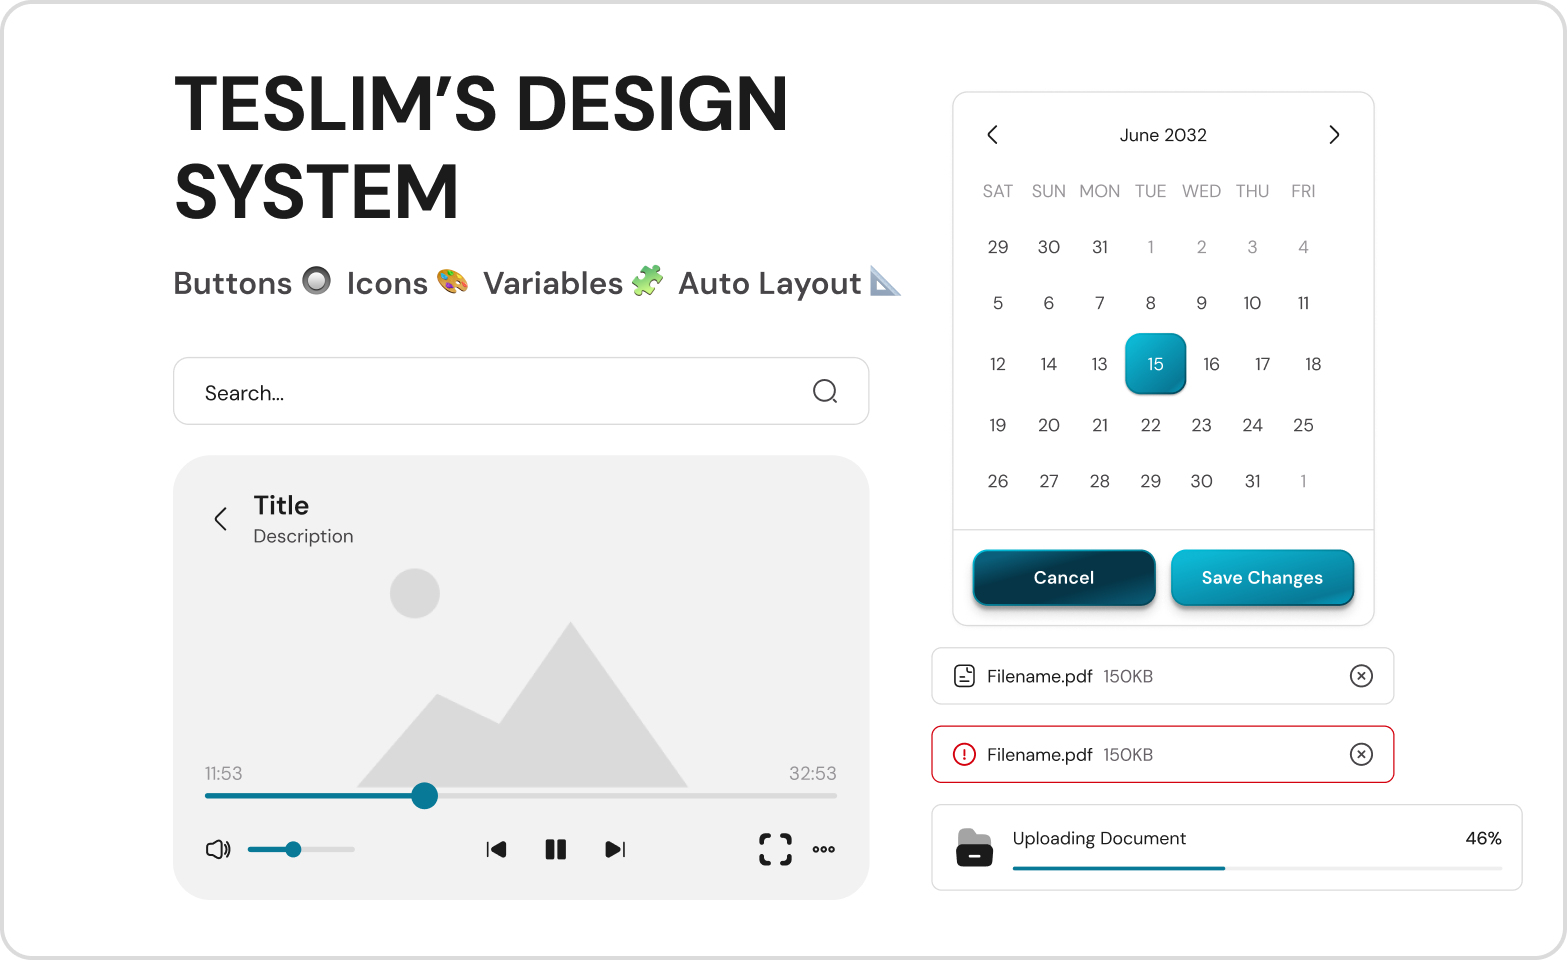 TESLIM’S DESIGN
SYSTEM
Buttons 🔘 Icons 🎨 Variables 🧩 Auto Layout 📐
Search...
Title
Description
11:53 32:53
June 2032
SAT SUN MON TUE WED THU FRI
29 30 31 1 2 3 4
5 6 7 8 9 10 11
12 14 13 15 16 17 18
19 20 21 22 23 24 25
26 27 28 29 30 31 1
Cancel Save Changes
Filename.pdf 150KB
Filename.pdf 150KB
Uploading Document 46%